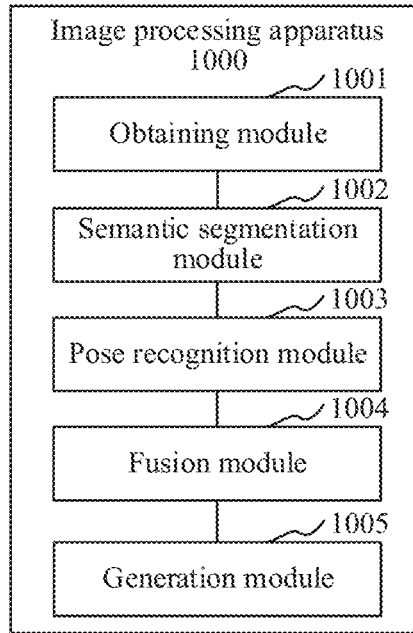 Image processing apparatus
1000
1001
Obtaining module
1002
Semantic segmentation
module
1003
Pose recognition module
1004
Fusion module
1005
Generation module